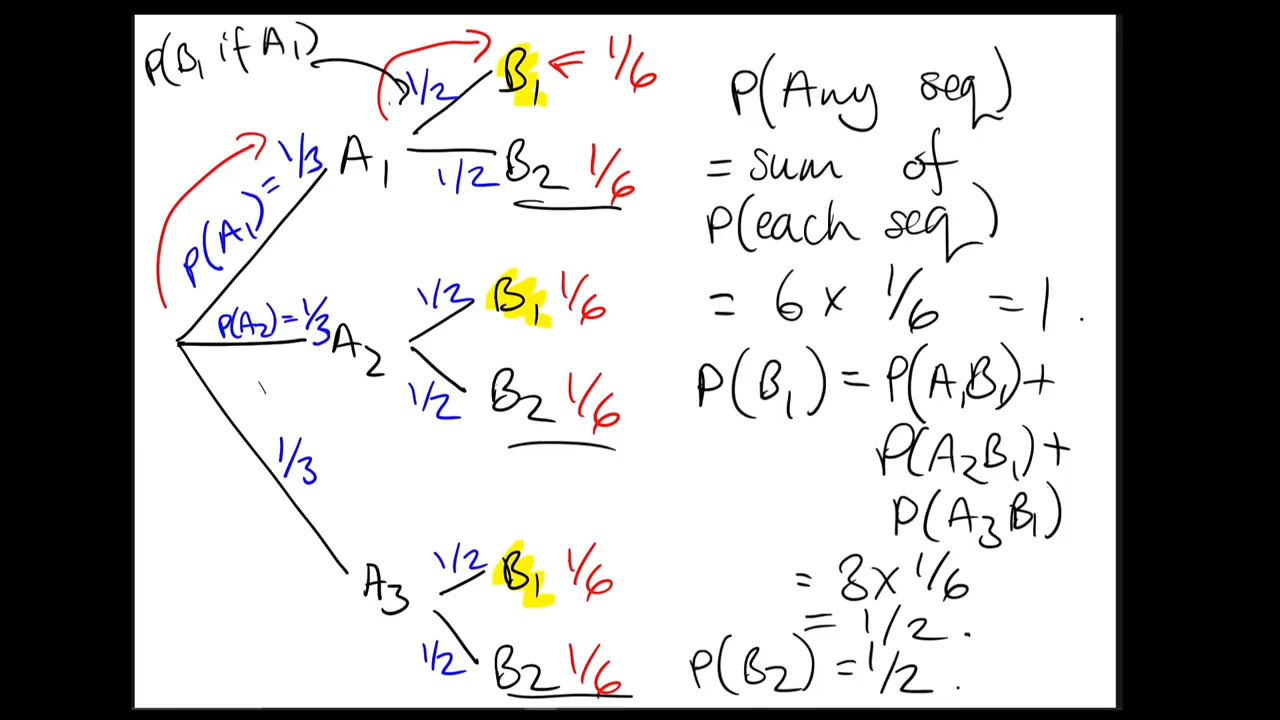 P(B1 if A1)
1/2 B1 ← 1/6
P(A1) = 1/3 A1
1/2 B2 1/6
P(A2) = 1/3 A2
1/2 B1 1/6
1/2 B2 1/6
1/3
A3
1/2 B1 1/6
1/2 B2 1/6
P(Any seq)
= sum of
P(each seq)
= 6 x 1/6 = 1.
P(B1) = P(A1B1) +
P(A2B1) +
P(A3B1)
= 3 x 1/6
= 1/2.
P(B2) = 1/2.